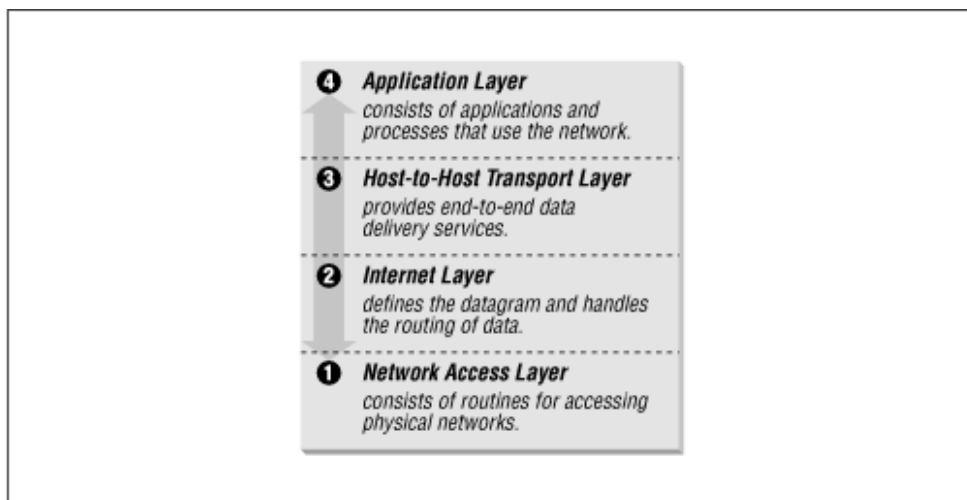 4 Application Layer
consists of applications and
processes that use the network.
3 Host-to-Host Transport Layer
provides end-to-end data
delivery services.
2 Internet Layer
defines the datagram and handles
the routing of data.
1 Network Access Layer
consists of routines for accessing
physical networks.